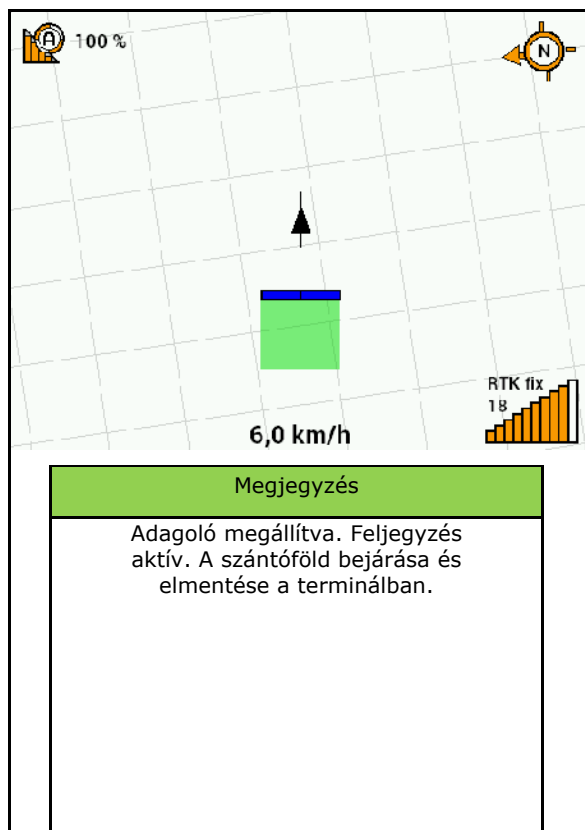 A 100 %
N
RTK fix
18
6,0 km/h
Megjegyzés
Adagoló megállítva. Feljegyzés
aktív. A szántóföld bejárása és
elmentése a terminálban.